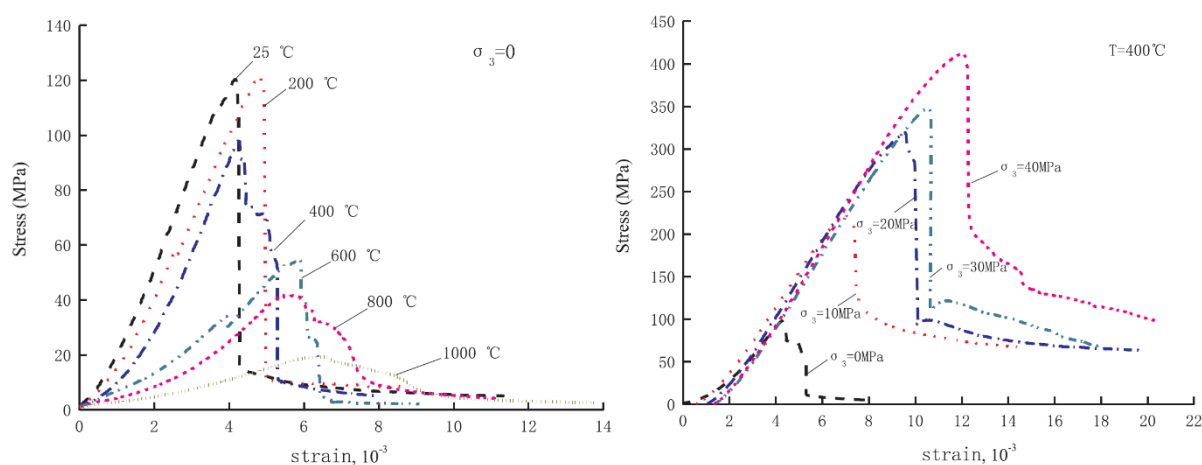 140
120
100
80
60
40
20
0
Stress (MPa)
σ3=0
25 ℃
200 ℃
400 ℃
600 ℃
800 ℃
1000 ℃
0 2 4 6 8 10 12 14
strain, 10-3
450
400
350
300
250
200
150
100
50
0
Stress (MPa)
T=400℃
σ3=40MPa
σ3=20MPa
σ3=30MPa
σ3=10MPa
σ3=0MPa
0 2 4 6 8 10 12 14 16 18 20 22
strain, 10-3